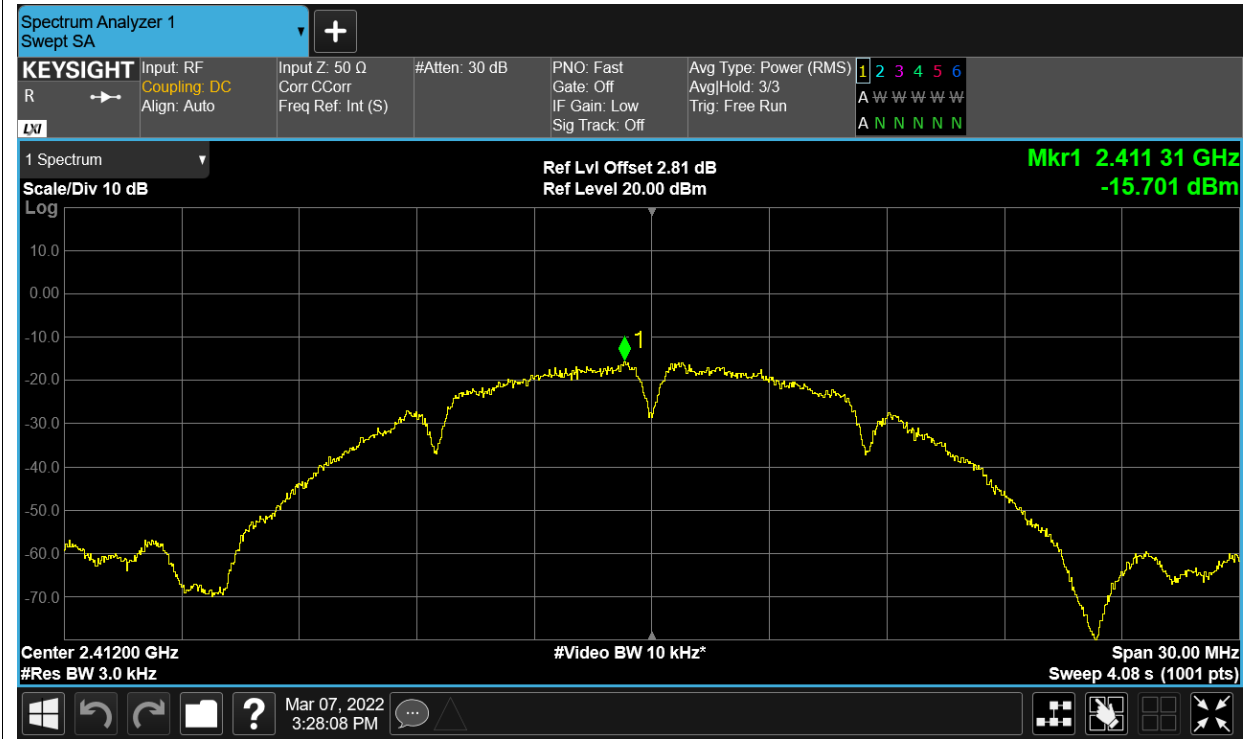 Spectrum Analyzer 1
Swept SA
KEYSIGHT
R
LXI
Input: RF
Coupling: DC
Align: Auto
Input Z: 50 Ω
Corr CCorr
Freq Ref: Int (S)
#Atten: 30 dB
PNO: Fast
Gate: Off
IF Gain: Low
Sig Track: Off
Avg Type: Power (RMS)
Avg|Hold: 3/3
Trig: Free Run
1 2 3 4 5 6
A W W W W W
A N N N N N
1 Spectrum
Scale/Div 10 dB
Log
Ref Lvl Offset 2.81 dB
Ref Level 20.00 dBm
Mkr1 2.411 31 GHz
-15.701 dBm
10.0
0.00
-10.0
1
-20.0
-30.0
-40.0
-50.0
-60.0
-70.0
Center 2.41200 GHz
#Res BW 3.0 kHz
#Video BW 10 kHz*
Span 30.00 MHz
Sweep 4.08 s (1001 pts)
?
Mar 07, 2022
3:28:08 PM